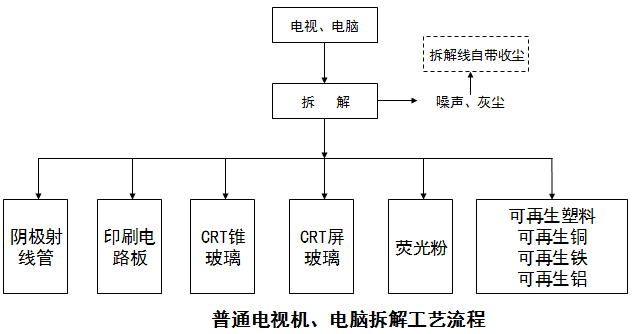 电视、电脑
拆解线自带收尘
拆 解
噪声、灰尘
阴极射
线管
印刷电
路板
CRT锥
玻璃
CRT屏
玻璃
荧光粉
可再生塑料
可再生铜
可再生铁
可再生铝
普通电视机、电脑拆解工艺流程